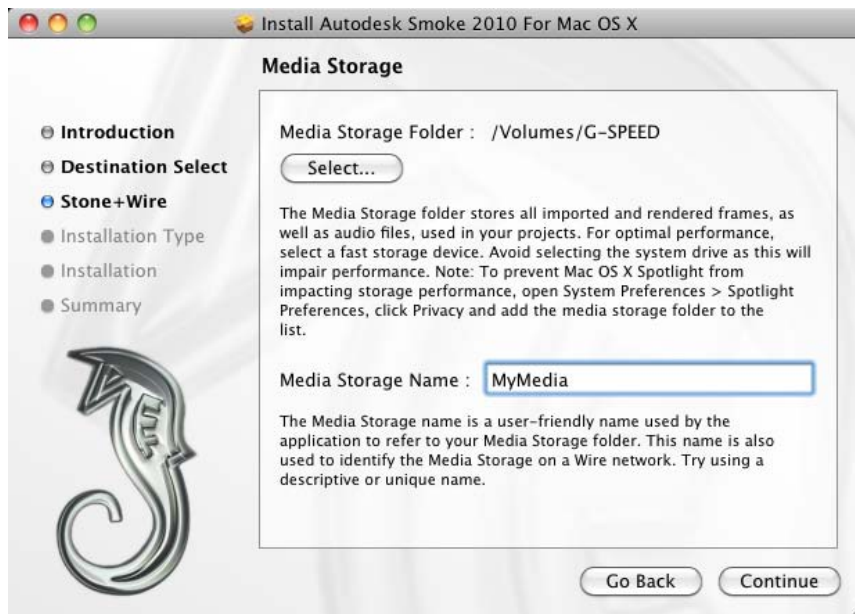 Install Autodesk Smoke 2010 For Mac OS X
Media Storage
Introduction
Destination Select
Stone+Wire
Installation Type
Installation
Summary
Media Storage Folder : /Volumes/G-SPEED
Select...
The Media Storage folder stores all imported and rendered frames, as
well as audio files, used in your projects. For optimal performance,
select a fast storage device. Avoid selecting the system drive as this will
impair performance. Note: To prevent Mac OS X Spotlight from
impacting storage performance, open System Preferences > Spotlight
Preferences, click Privacy and add the media storage folder to the
list.
Media Storage Name : MyMedia
The Media Storage name is a user-friendly name used by the
application to refer to your Media Storage folder. This name is also
used to identify the Media Storage on a Wire network. Try using a
descriptive or unique name.
Go Back Continue